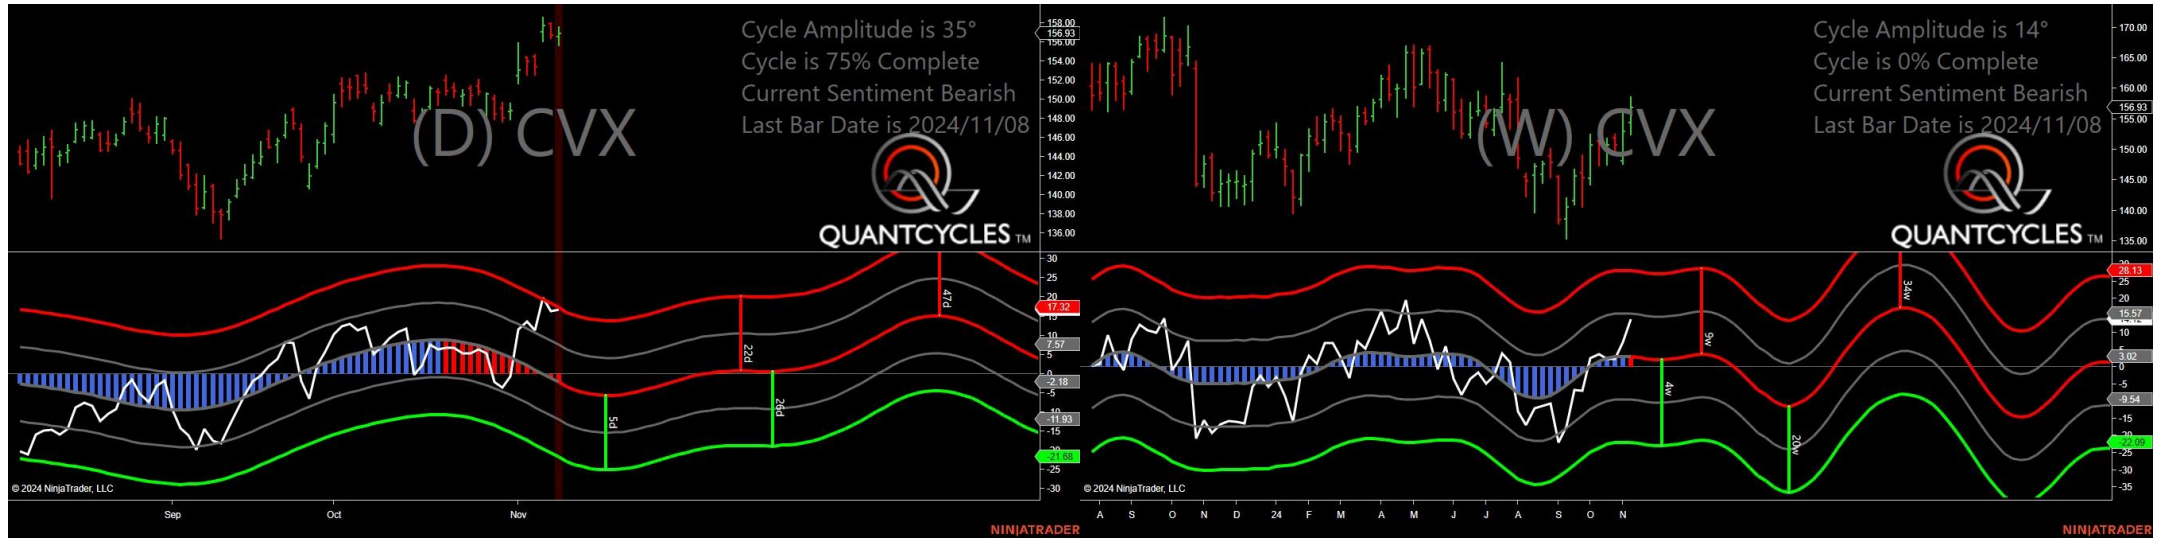 Cycle Amplitude is 35°
Cycle is 75% Complete
Current Sentiment Bearish
Last Bar Date is 2024/11/08
(D) CVX
QUANTCYCLES TM
158.00
156.93
156.00
154.00
152.00
150.00
148.00
146.00
144.00
142.00
140.00
138.00
136.00
30
25
20
17.32
15
10
7.57
5
0
-2.18
-5
-10
-11.93
-15
-21.68
-25
-30
5d
22d
26d
47d
© 2024 NinjaTrader, LLC
Sep Oct Nov
NINJATRADER
Cycle Amplitude is 14°
Cycle is 0% Complete
Current Sentiment Bearish
Last Bar Date is 2024/11/08
(W) CVX
QUANTCYCLES TM
170.00
165.00
160.00
156.93
155.00
150.00
145.00
140.00
135.00
28.13
25
20
15.57
10
5
3.02
0
-5
-9.54
-15
-22.09
-25
-30
-35
4w
9w
20w
34w
© 2024 NinjaTrader, LLC
A S O N D 24 F M A M J J A S O N
NINJATRADER